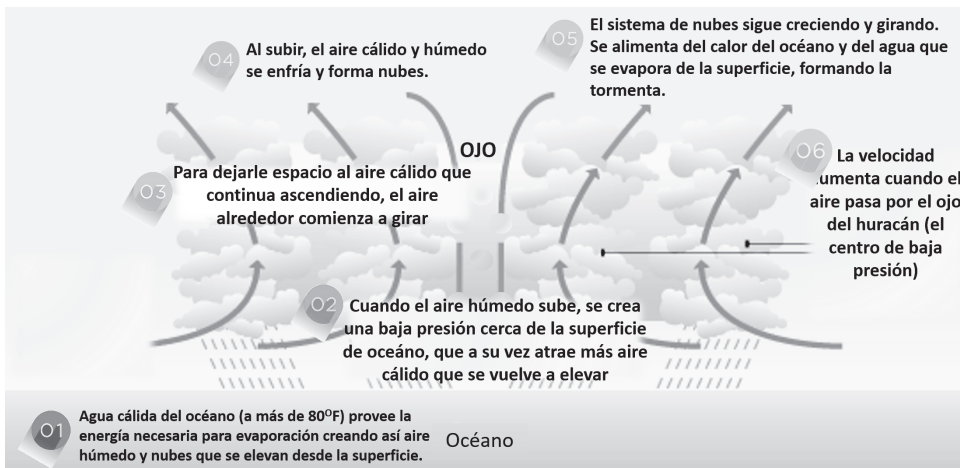 01
Agua cálida del océano (a más de 80ºF) provee la
energía necesaria para evaporación creando así aire
húmedo y nubes que se elevan desde la superficie.
Océano
02
Cuando el aire húmedo sube, se crea
una baja presión cerca de la superficie
de oceáno, que a su vez atrae más aire
cálido que se vuelve a elevar
03
Para dejarle espacio al aire cálido que
continua ascendiendo, el aire
alrededor comienza a girar
04
Al subir, el aire cálido y húmedo
se enfría y forma nubes.
OJO
05
El sistema de nubes sigue creciendo y girando.
Se alimenta del calor del océano y del agua que
se evapora de la superficie, formando la
tormenta.
06
La velocidad
aumenta cuando el
aire pasa por el ojo
del huracán (el
centro de baja
presión)